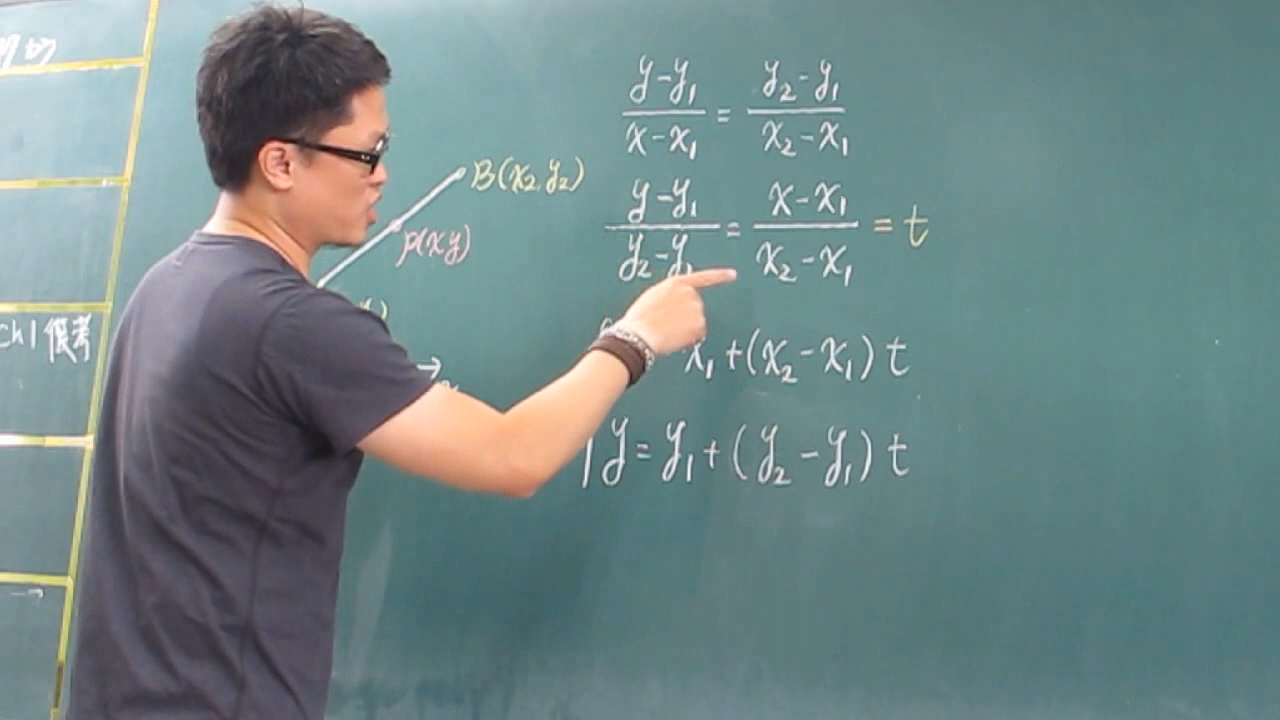 Ch1 很考
B(x₂,y₂)
P(x,y)
y-y₁/x-x₁ = y₂-y₁/x₂-x₁
y-y₁/y₂-y₁ = x-x₁/x₂-x₁ = t
x₁+(x₂-x₁)t
y=y₁+(y₂-y₁)t